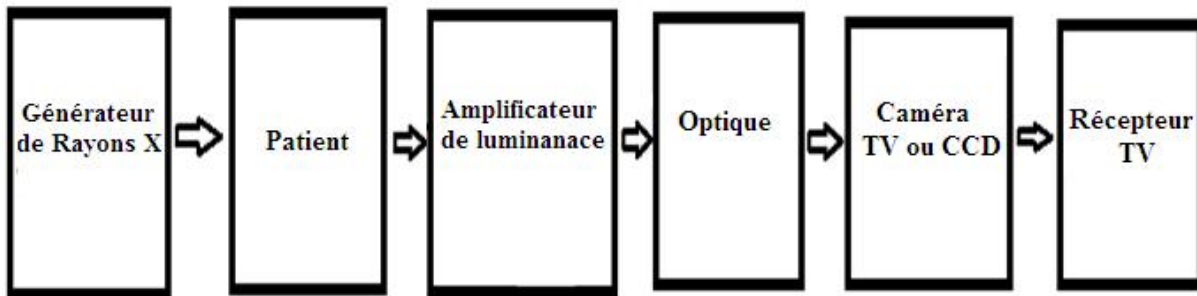 Générateur
de Rayons X
Patient
Amplificateur
de luminanace
Optique
Caméra
TV ou CCD
Récepteur
TV